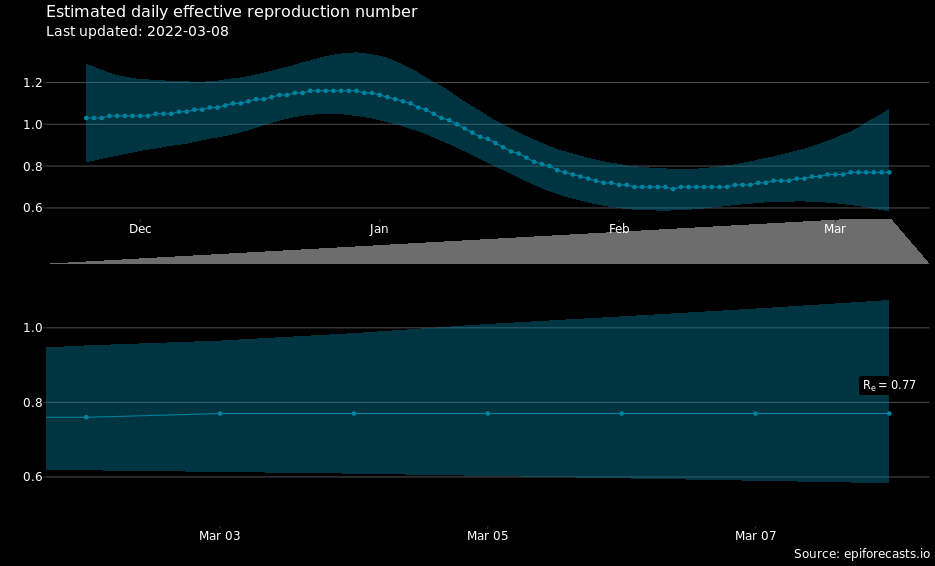 Estimated daily effective reproduction number
Last updated: 2022-03-08
1.2
1.0
0.8
0.6
Dec Jan Feb Mar
1.0
0.8
0.6
Re = 0.77
Mar 03 Mar 05 Mar 07
Source: epiforecasts.io